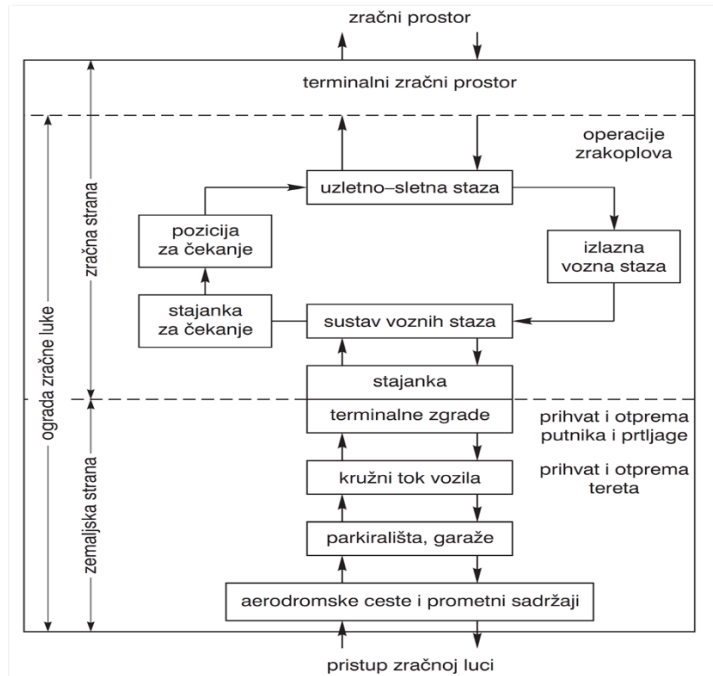 zračni prostor
terminalni zračni prostor
operacije
zrakoplova
uzletno–sletna staza
pozicija
za čekanje
izlazna
vozna staza
stajanka
za čekanje
sustav voznih staza
stajanka
terminalne zgrade
prihvat i otprema
putnika i prtljage
kružni tok vozila
prihvat i otprema
tereta
parkirališta, garaže
aerodromske ceste i prometni sadržaji
pristup zračnoj luci
ograda zračne luke
zračna strana
zemaljska strana